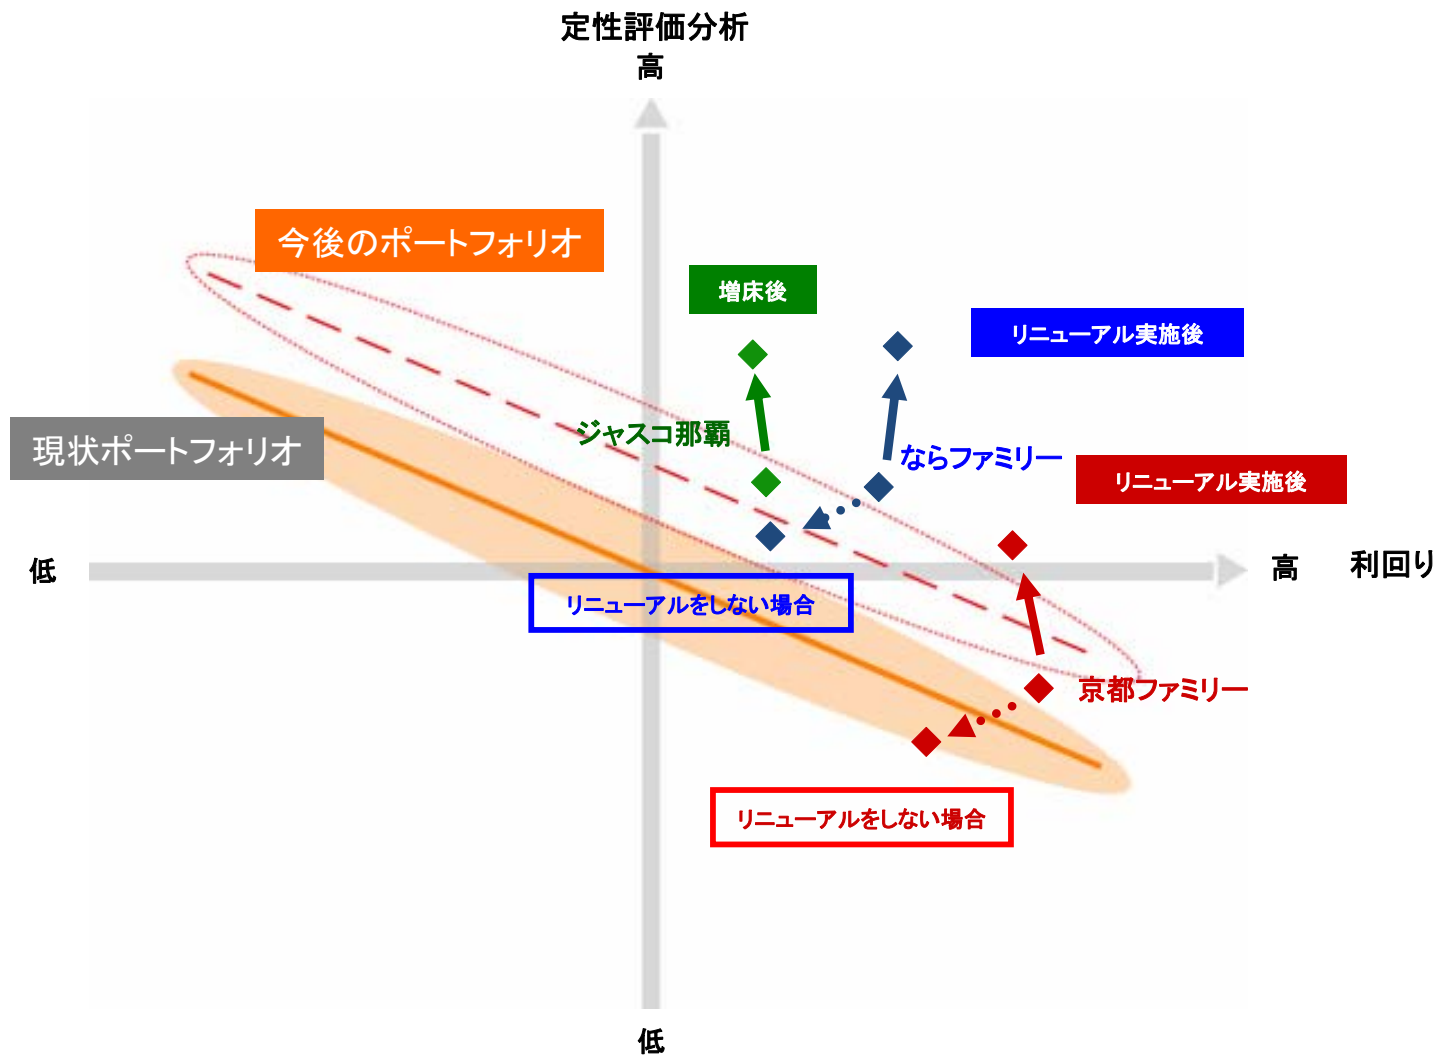 定性評価分析
高
今後のポートフォリオ
増床後
リニューアル実施後
ジャスコ那覇
現状ポートフォリオ
ならファミリー
リニューアル実施後
低
高
利回り
リニューアルをしない場合
京都ファミリー
リニューアルをしない場合
低